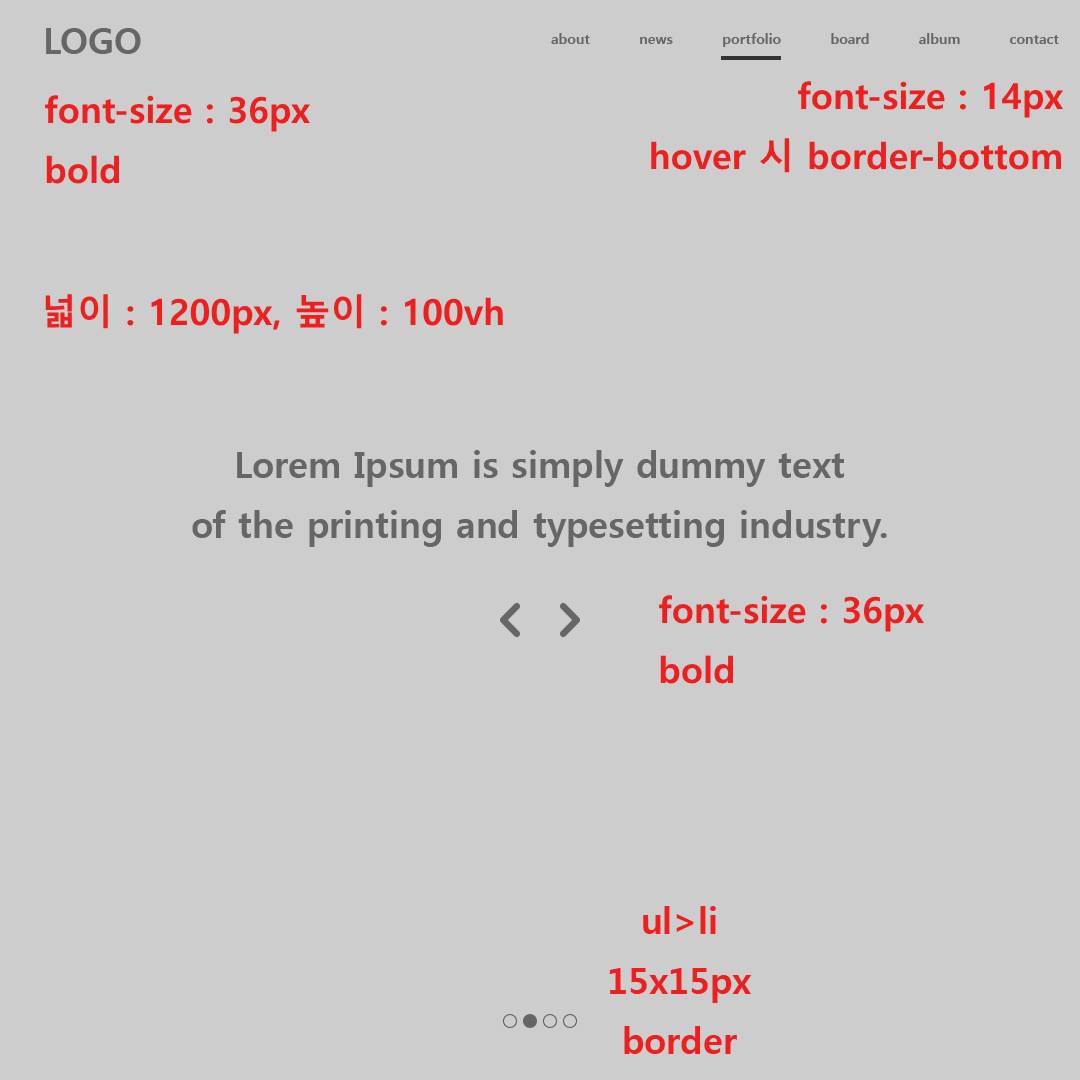 LOGO
about news portfolio board album contact
font-size : 36px
bold
font-size : 14px
hover 시 border-bottom
넓이 : 1200px, 높이 : 100vh
Lorem Ipsum is simply dummy text
of the printing and typesetting industry.
font-size : 36px
bold
ul>li
15x15px
border